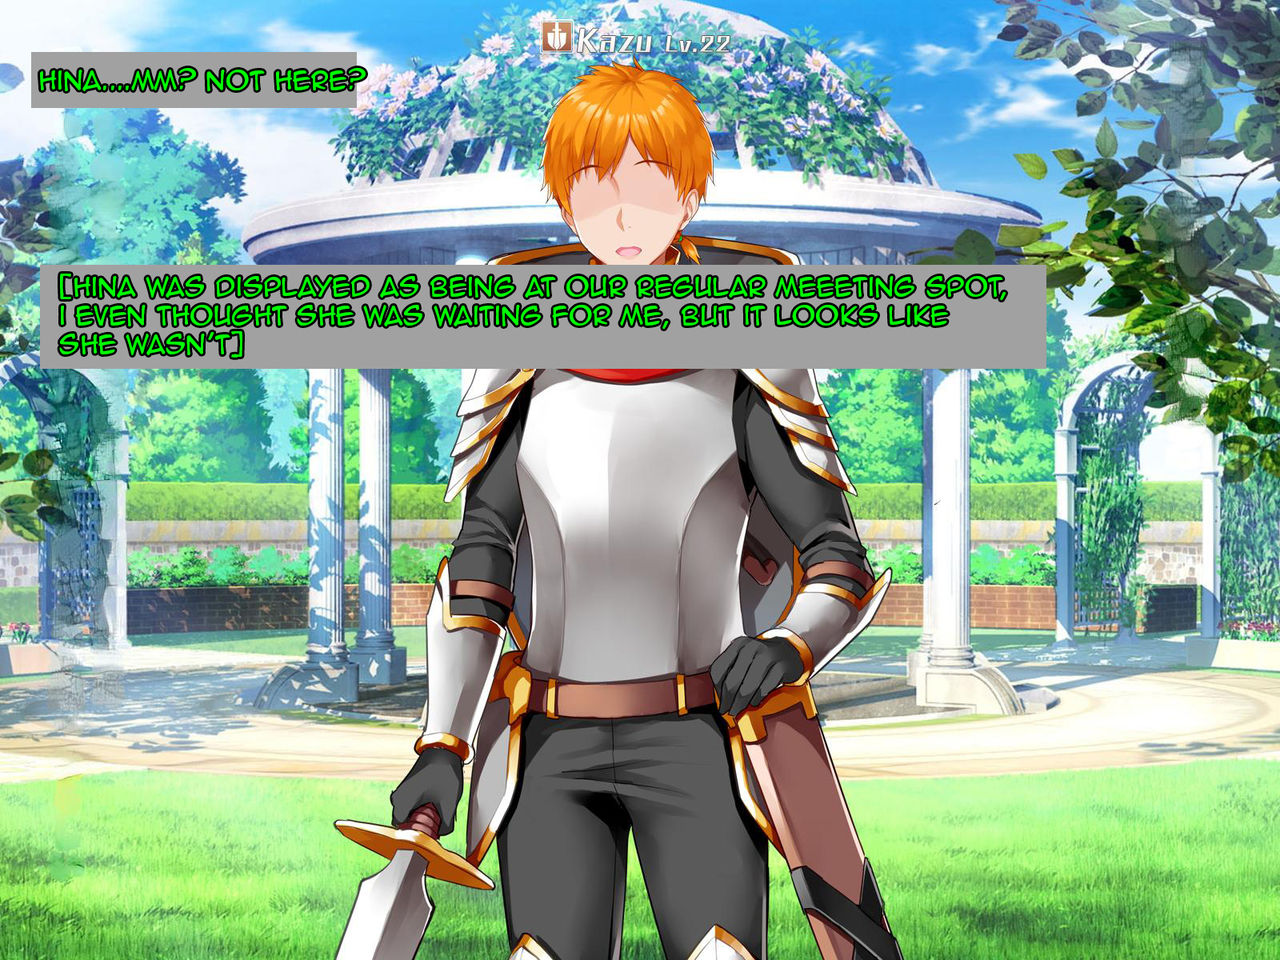 Kazu Lv.22
HINA....MM? NOT HERE?
[HINA WAS DISPLAYED AS BEING AT OUR REGULAR MEEETING SPOT,
I EVEN THOUGHT SHE WAS WAITING FOR ME, BUT IT LOOKS LIKE
SHE WASN'T]